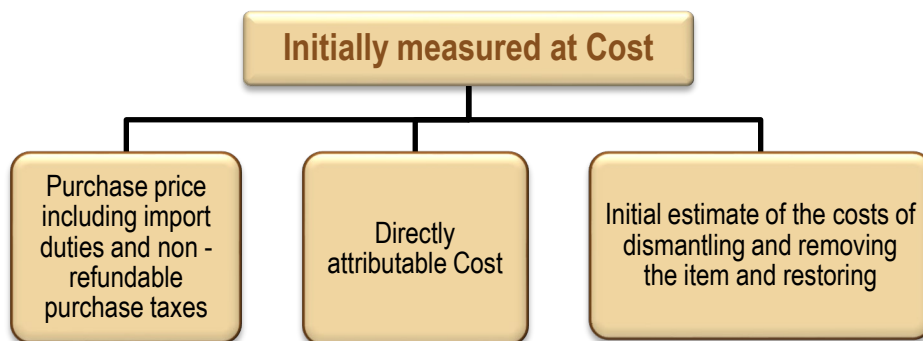 Initially measured at Cost
Purchase price
including import
duties and non -
refundable
purchase taxes
Directly
attributable Cost
Initial estimate of the costs of
dismantling and removing
the item and restoring